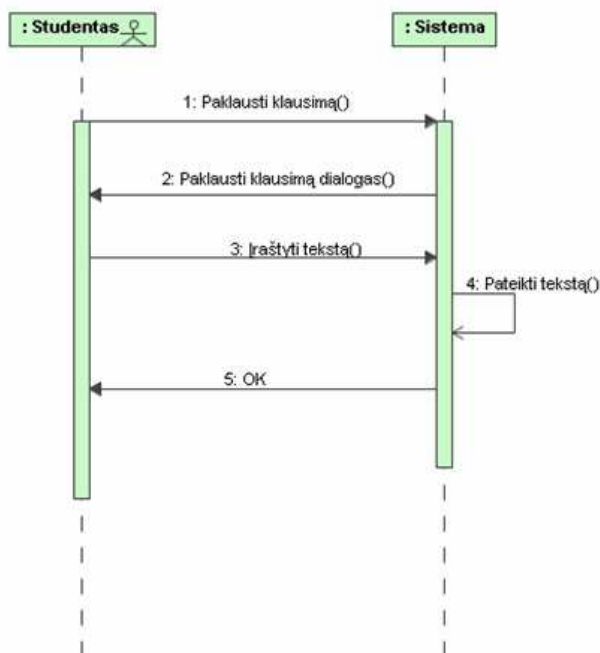 : Studentas
: Sistema
1: Paklausti klausimą()
2: Paklausti klausimą dialogas()
3: Įraštyti tekstą()
4: Pateikti tekstą()
5: OK